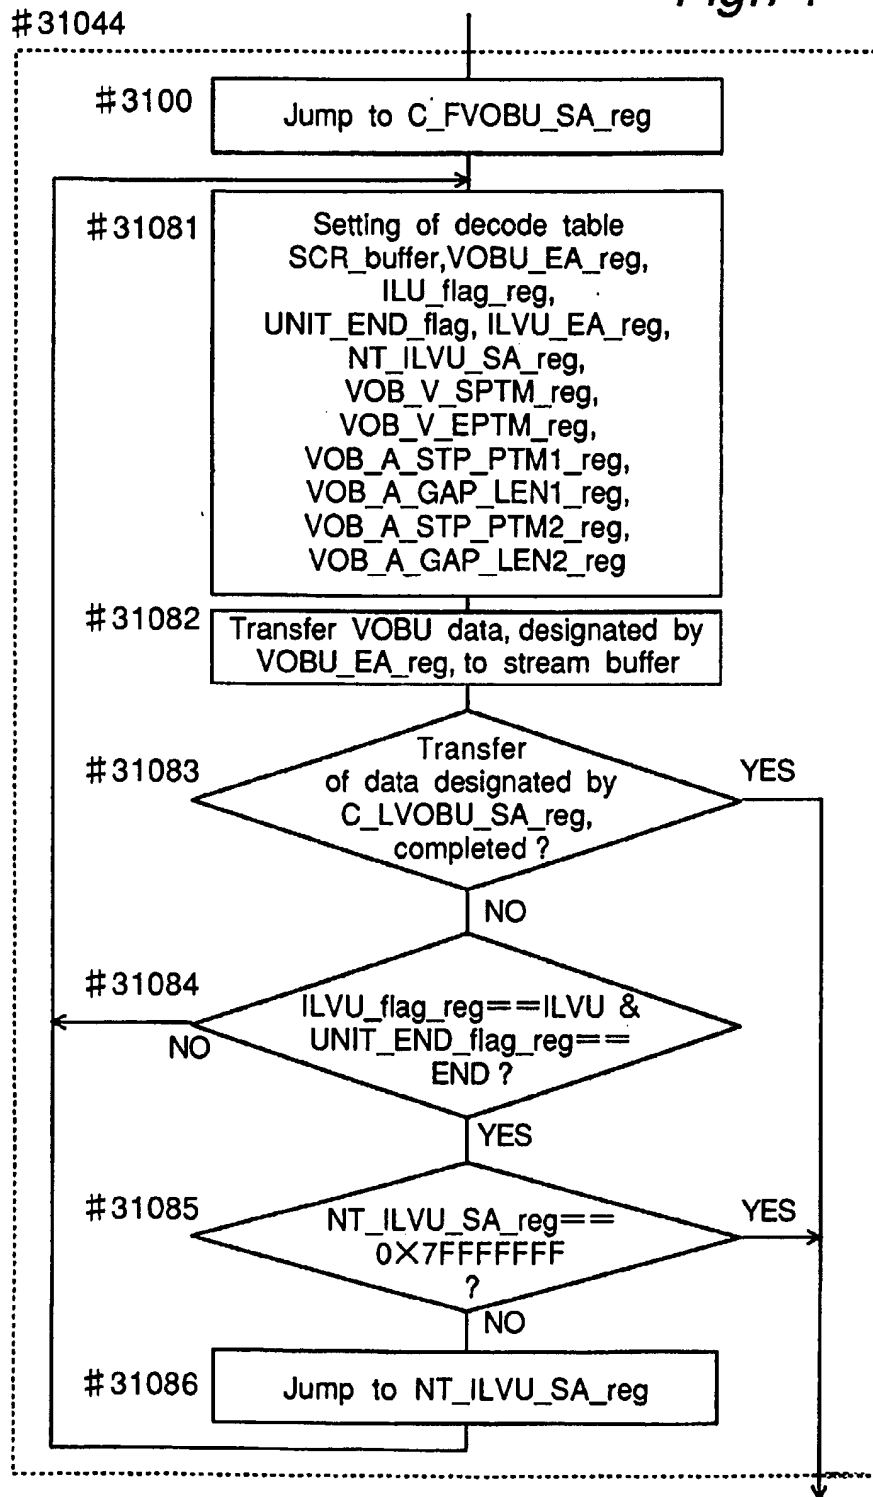 #31044
#3100
Jump to C_FVOBU_SA_reg
#31081
Setting of decode table
SCR_buffer,VOBU_EA_reg,
ILU_flag_reg,
UNIT_END_flag, ILVU_EA_reg,
NT_ILVU_SA_reg,
VOB_V_SPTM_reg,
VOB_V_EPTM_reg,
VOB_A_STP_PTM1_reg,
VOB_A_GAP_LEN1_reg,
VOB_A_STP_PTM2_reg,
VOB_A_GAP_LEN2_reg
#31082
Transfer VOBU data, designated by
VOBU_EA_reg, to stream buffer
#31083
Transfer
of data designated by
C_LVOBU_SA_reg,
completed ?
YES
NO
#31084
ILVU_flag_reg==ILVU &
UNIT_END_flag_reg==
END ?
NO
YES
#31085
NT_ILVU_SA_reg==
0X7FFFFFFF
?
YES
NO
#31086
Jump to NT_ILVU_SA_reg